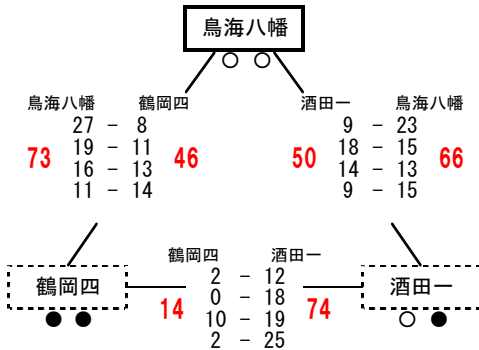 鳥海八幡
○ ○
鳥海八幡 鶴岡四
73 46
27 - 8
19 - 11
16 - 13
11 - 14
酒田一 鳥海八幡
50 66
9 - 23
18 - 15
14 - 13
9 - 15
鶴岡四
● ●
鶴岡四 酒田一
14 74
2 - 12
0 - 18
10 - 19
2 - 25
酒田一
○ ●